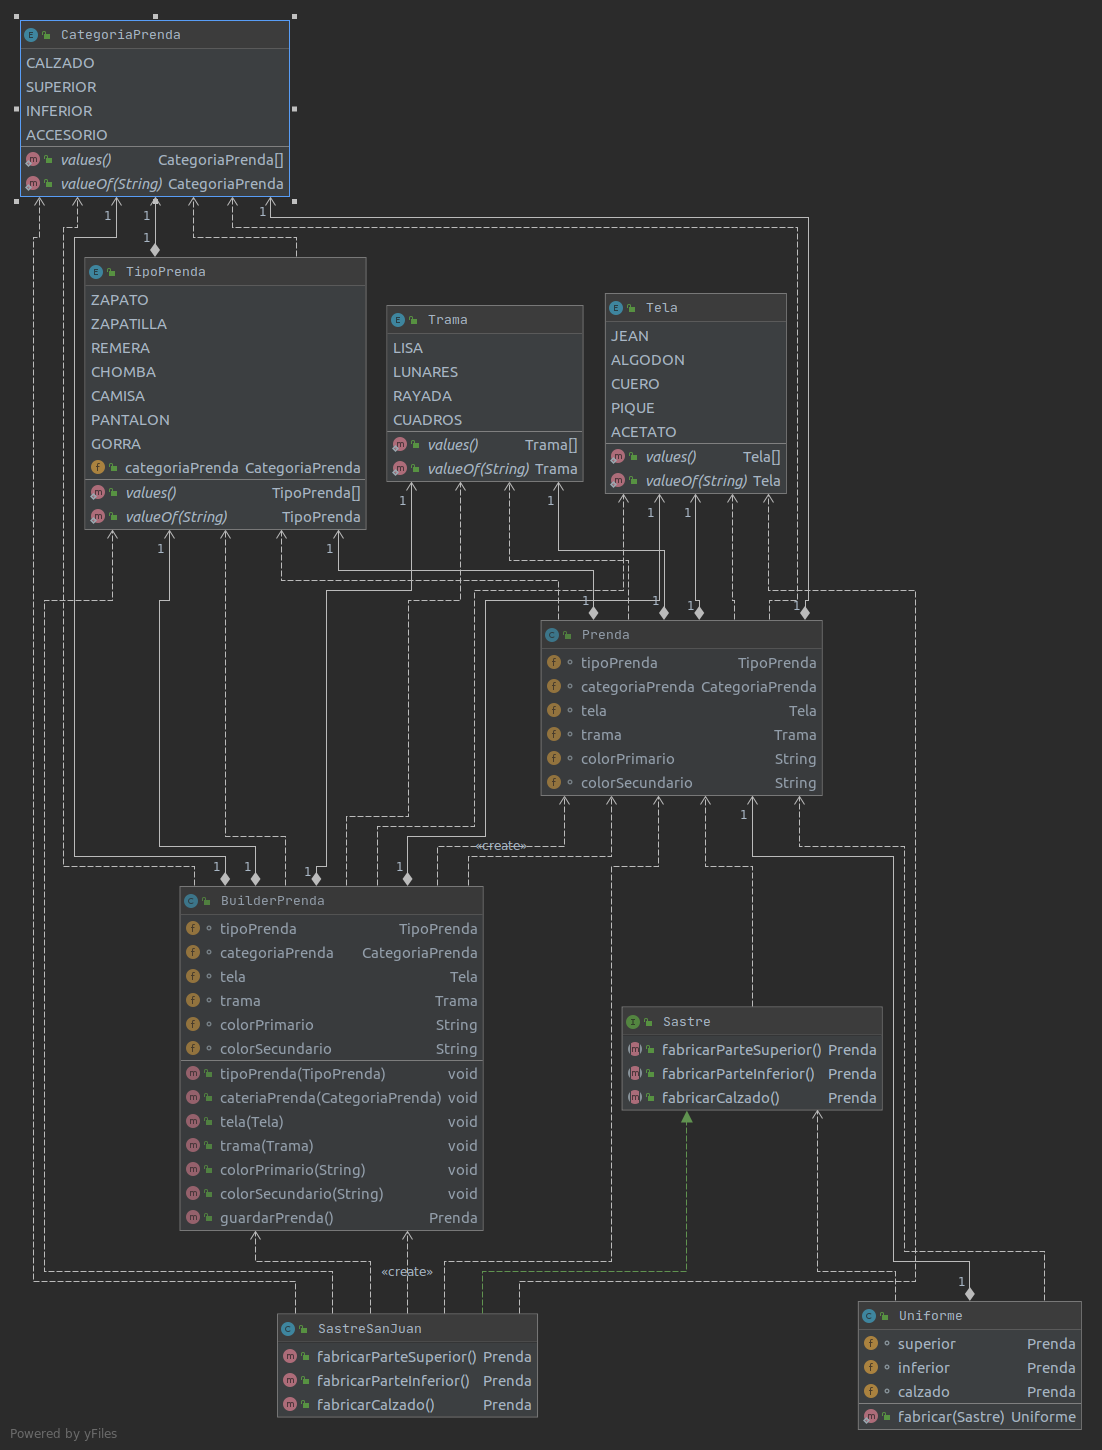 CategoriaPrenda
CALZADO
SUPERIOR
INFERIOR
ACCESORIO
values() CategoriaPrenda[]
valueOf(String) CategoriaPrenda
1 1 1
1
TipoPrenda
ZAPATO
ZAPATILLA
REMERA
CHOMBA
CAMISA
PANTALON
GORRA
categoriaPrenda CategoriaPrenda
values() TipoPrenda[]
valueOf(String) TipoPrenda
Trama
LISA
LUNARES
RAYADA
CUADROS
values() Trama[]
valueOf(String) Trama
Tela
JEAN
ALGODON
CUERO
PIQUE
ACETATO
values() Tela[]
valueOf(String) Tela
1 1 1 1 1 1
1 1 1 1
Prenda
tipoPrenda TipoPrenda
categoriaPrenda CategoriaPrenda
tela Tela
trama Trama
colorPrimario String
colorSecundario String
1
«create»
1 1 1 1
BuilderPrenda
tipoPrenda TipoPrenda
categoriaPrenda CategoriaPrenda
tela Tela
trama Trama
colorPrimario String
colorSecundario String
tipoPrenda(TipoPrenda) void
cateriaPrenda(CategoriaPrenda) void
tela(Tela) void
trama(Trama) void
colorPrimario(String) void
colorSecundario(String) void
guardarPrenda() Prenda
Sastre
fabricarParteSuperior() Prenda
fabricarParteInferior() Prenda
fabricarCalzado() Prenda
«create»
1
SastreSanJuan
fabricarParteSuperior() Prenda
fabricarParteInferior() Prenda
fabricarCalzado() Prenda
Uniforme
superior Prenda
inferior Prenda
calzado Prenda
fabricar(Sastre) Uniforme
Powered by yFiles